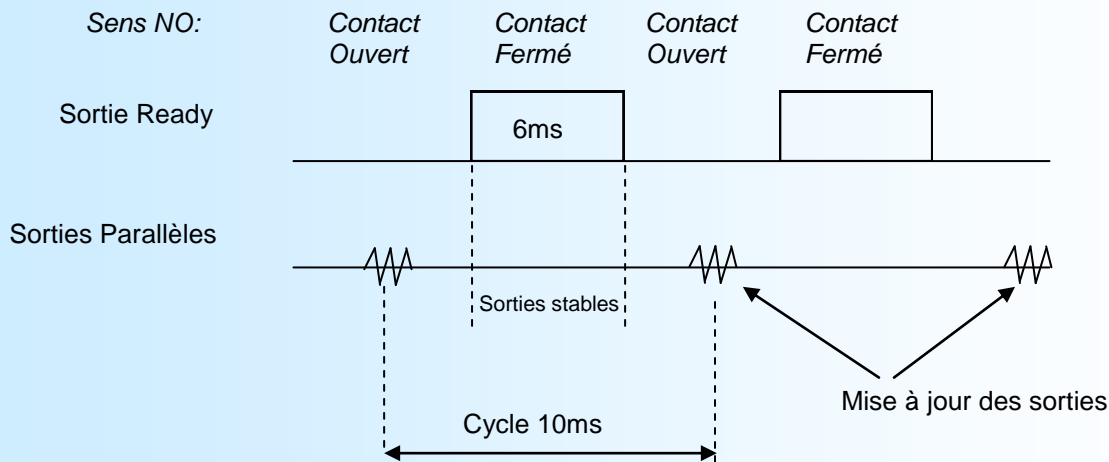 Sens NO:
Contact
Ouvert
Contact
Fermé
Contact
Ouvert
Contact
Fermé
Sortie Ready
6ms
Sorties Parallèles
Sorties stables
Mise à jour des sorties
Cycle 10ms